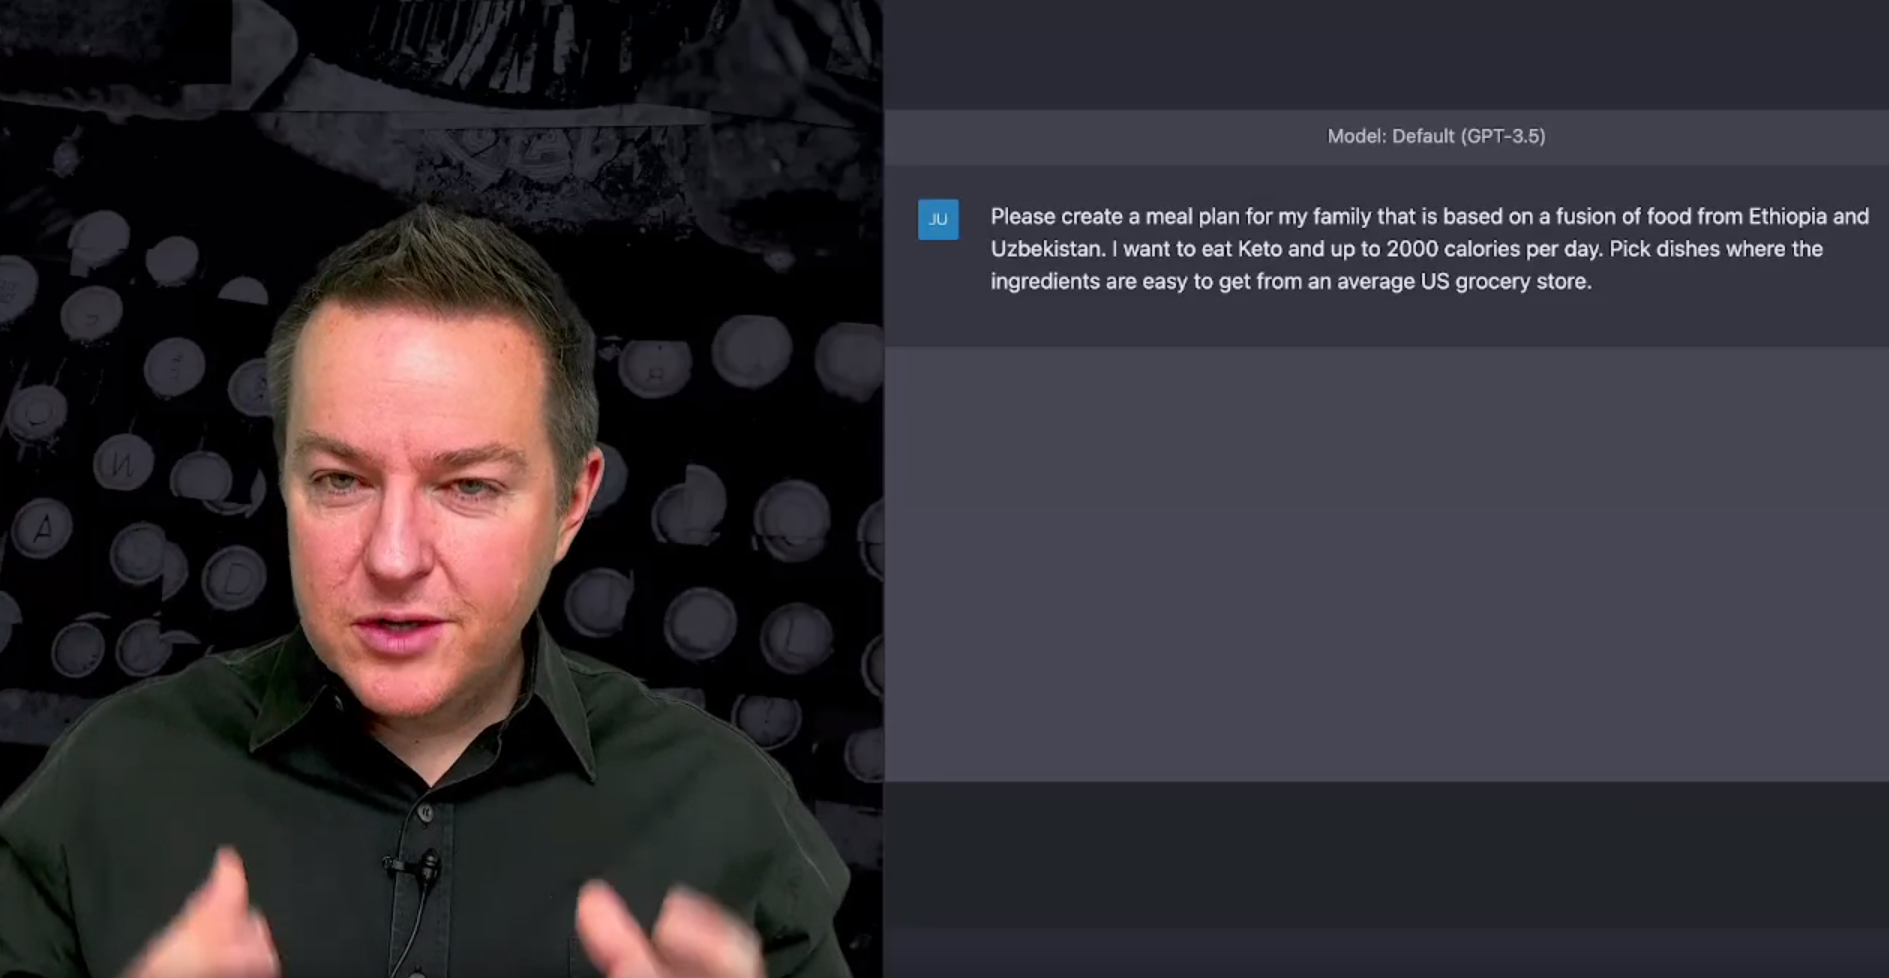 Model: Default (GPT-3.5)
JU
Please create a meal plan for my family that is based on a fusion of food from Ethiopia and
Uzbekistan. I want to eat Keto and up to 2000 calories per day. Pick dishes where the
ingredients are easy to get from an average US grocery store.